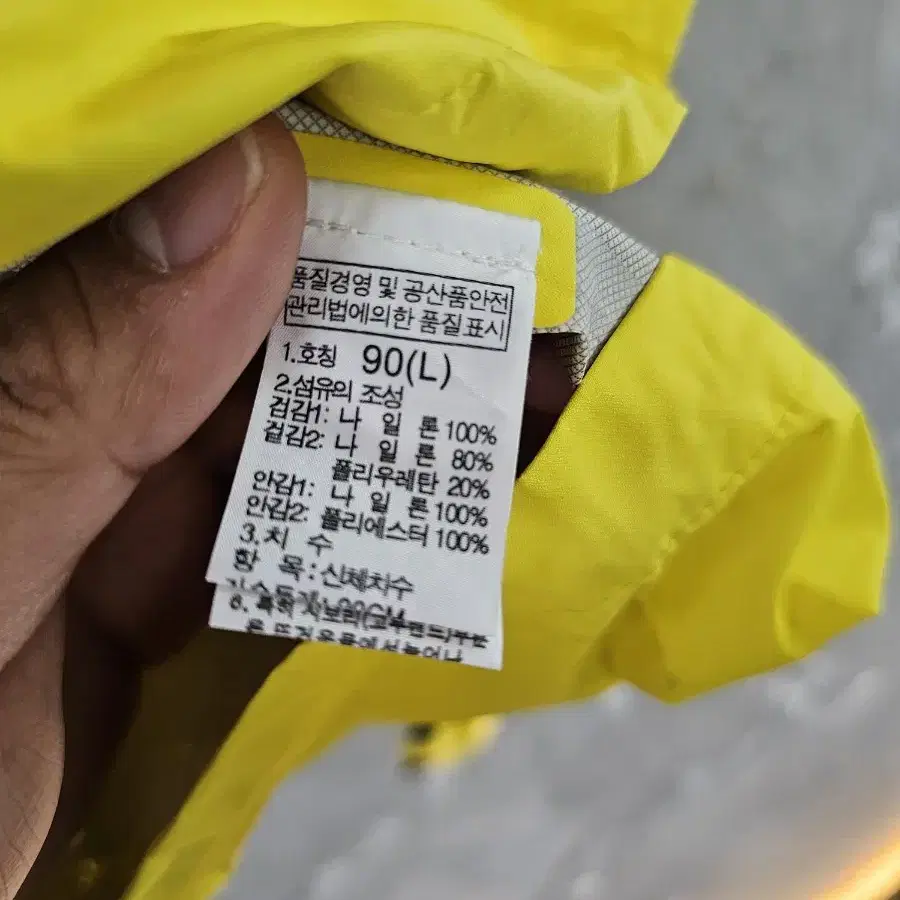 품질경영 및 공산품안전
관리법에의한 품질표시
1.호칭 90(L)
2.섬유의 조성
겉감1: 나 일 론 100%
겉감2: 나 일 론 80%
폴리우레탄 20%
안감1: 나 일 론 100%
안감2: 폴리에스터 100%
3.치 수
항 목:신체치수